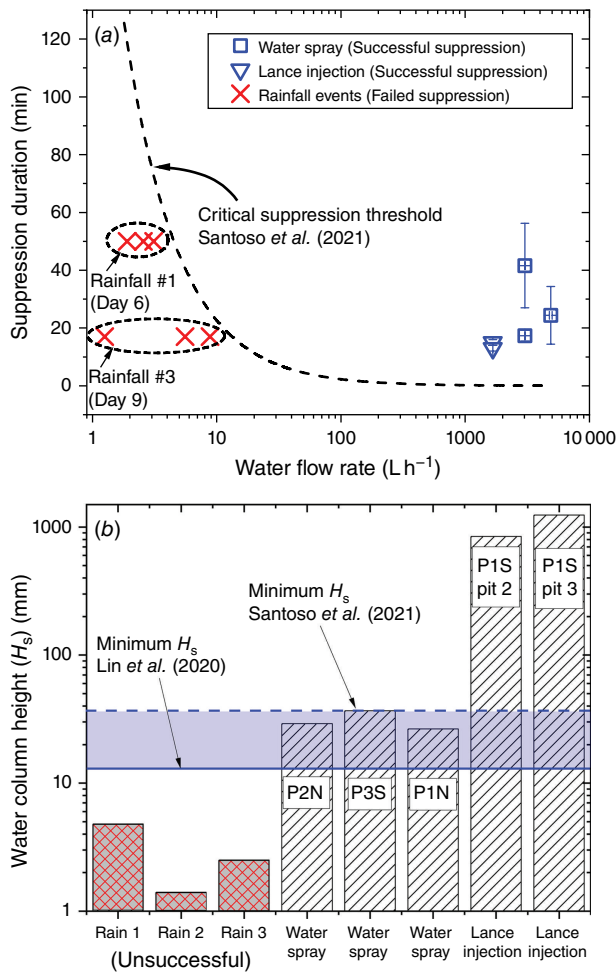 (a)
Water spray (Successful suppression)
Lance injection (Successful suppression)
Rainfall events (Failed suppression)
Suppression duration (min)
120
100
80
60
40
20
0
Critical suppression threshold
Santoso et al. (2021)
Rainfall #1
(Day 6)
Rainfall #3
(Day 9)
1
10
100
1000
10 000
Water flow rate (L h⁻¹)
(b)
Water column height (Hₛ) (mm)
1000
100
10
1
P1S
pit 2
P1S
pit 3
Minimum Hₛ
Santoso et al. (2021)
Minimum Hₛ
Lin et al. (2020)
P2N
P3S
P1N
Rain 1
Rain 2
Rain 3
(Unsuccessful)
Water
spray
Water
spray
Water
spray
Lance
injection
Lance
injection